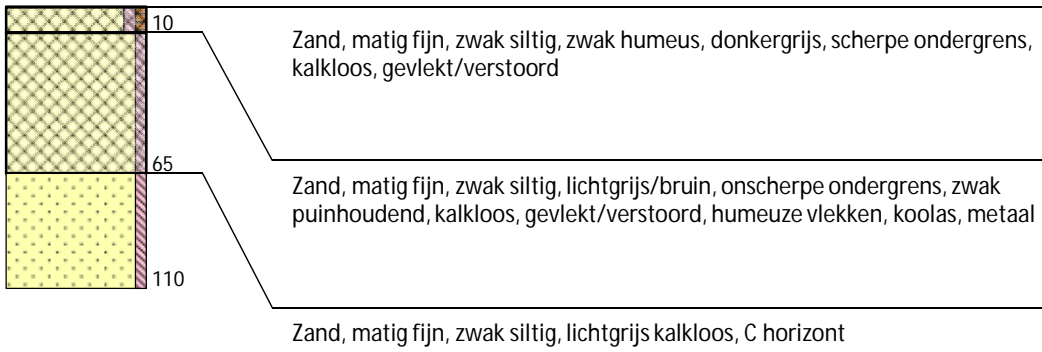 10
Zand, matig fijn, zwak siltig, zwak humeus, donkergrijs, scherpe ondergrens,
kalkloos, gevlekt/verstoord
65
Zand, matig fijn, zwak siltig, lichtgrijs/bruin, onscherpe ondergrens, zwak
puinhoudend, kalkloos, gevlekt/verstoord, humeuze vlekken, koolas, metaal
110
Zand, matig fijn, zwak siltig, lichtgrijs kalkloos, C horizont